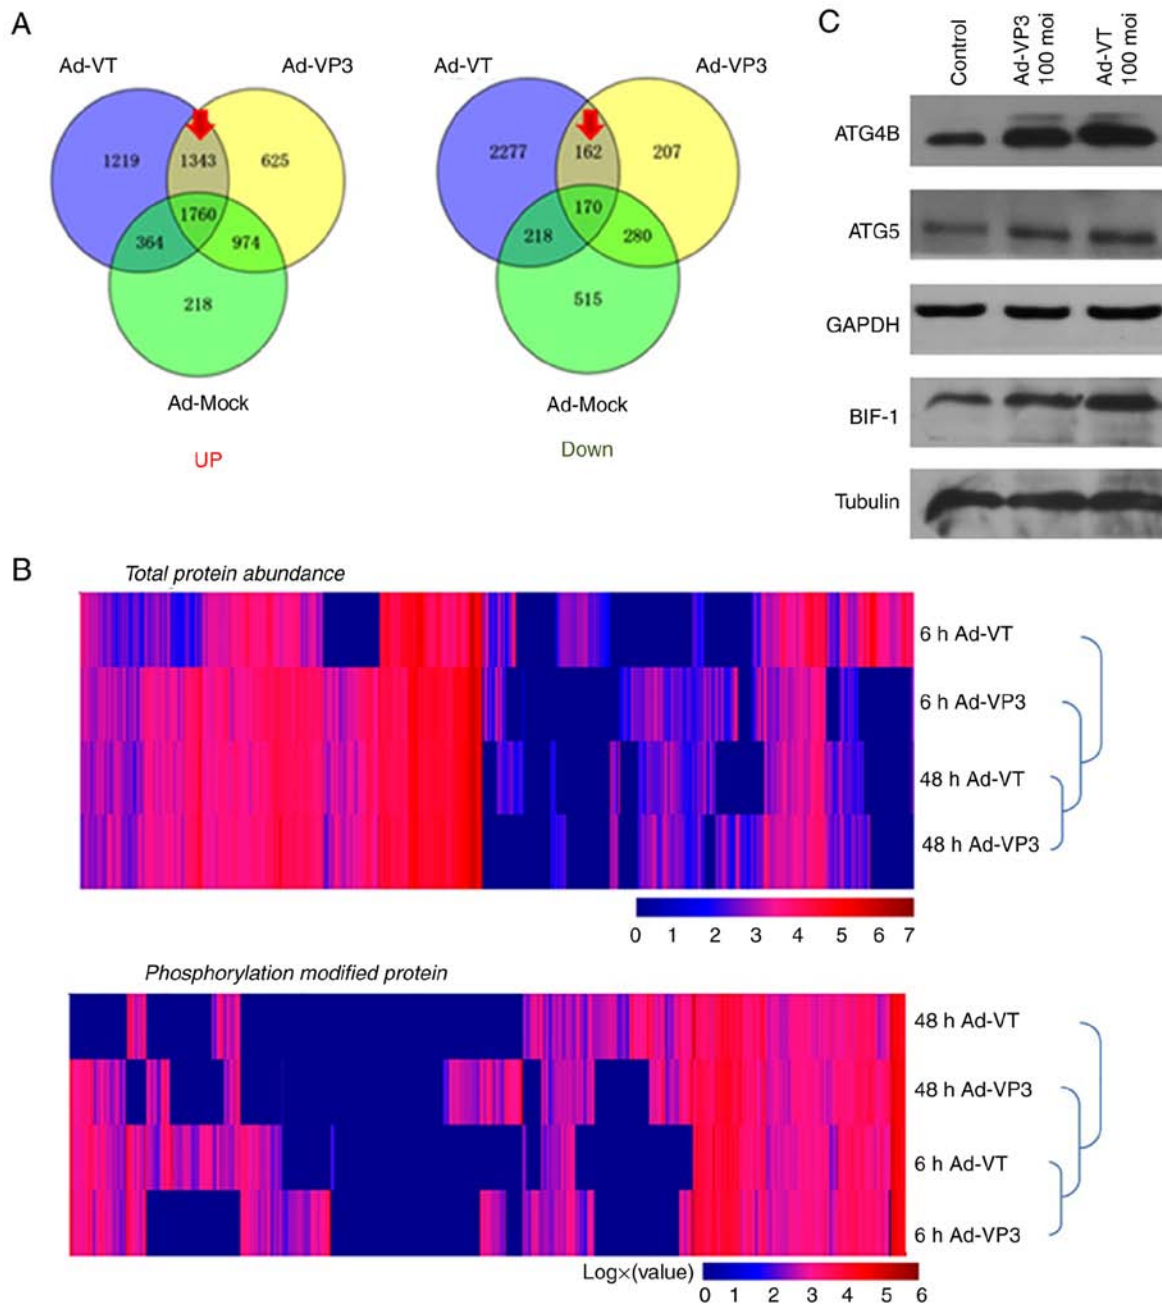 A
Ad-VT
Ad-VP3
1219
1343
625
1760
364
974
218
Ad-Mock
UP
Ad-VT
Ad-VP3
2277
162
207
170
218
280
515
Ad-Mock
Down
C
Control
Ad-VP3
100 moi
Ad-VT
100 moi
ATG4B
ATG5
GAPDH
BIF-1
Tubulin
B
Total protein abundance
6 h Ad-VT
6 h Ad-VP3
48 h Ad-VT
48 h Ad-VP3
0 1 2 3 4 5 6 7
Phosphorylation modified protein
48 h Ad-VT
48 h Ad-VP3
6 h Ad-VT
6 h Ad-VP3
Log×(value)
0 1 2 3 4 5 6